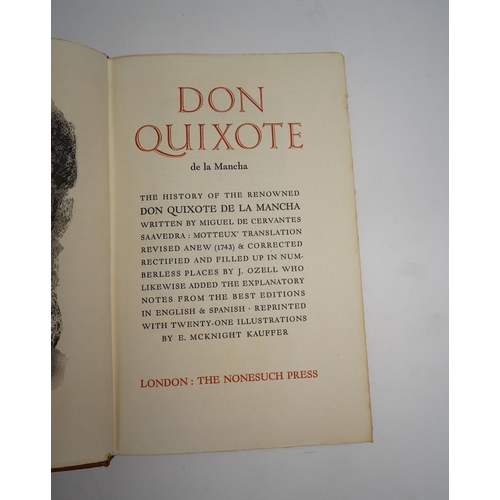 DON
QUIXOTE
de la Mancha
THE HISTORY OF THE RENOWNED
DON QUIXOTE DE LA MANCHA
WRITTEN BY MIGUEL DE CERVANTES
SAAVEDRA : MOTTEUX' TRANSLATION
REVISED ANEW (1743) & CORRECTED
RECTIFIED AND FILLED UP IN NUM-
BERLESS PLACES BY J. OZELL WHO
LIKEWISE ADDED THE EXPLANATORY
NOTES FROM THE BEST EDITIONS
IN ENGLISH & SPANISH · REPRINTED
WITH TWENTY-ONE ILLUSTRATIONS
BY E. MCKNIGHT KAUFFER
LONDON : THE NONESUCH PRESS